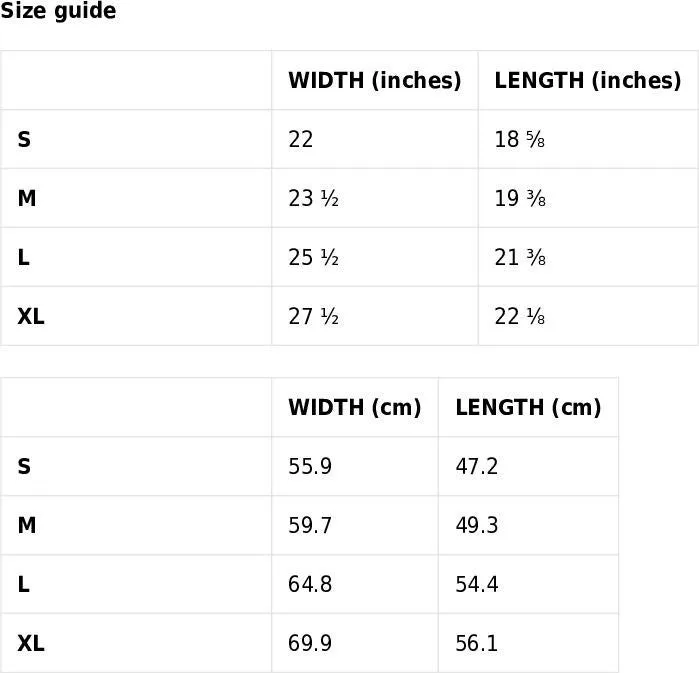 Size guide
WIDTH (inches) LENGTH (inches)
S 22 18 ⅝
M 23 ½ 19 ⅜
L 25 ½ 21 ⅜
XL 27 ½ 22 ⅛
WIDTH (cm) LENGTH (cm)
S 55.9 47.2
M 59.7 49.3
L 64.8 54.4
XL 69.9 56.1